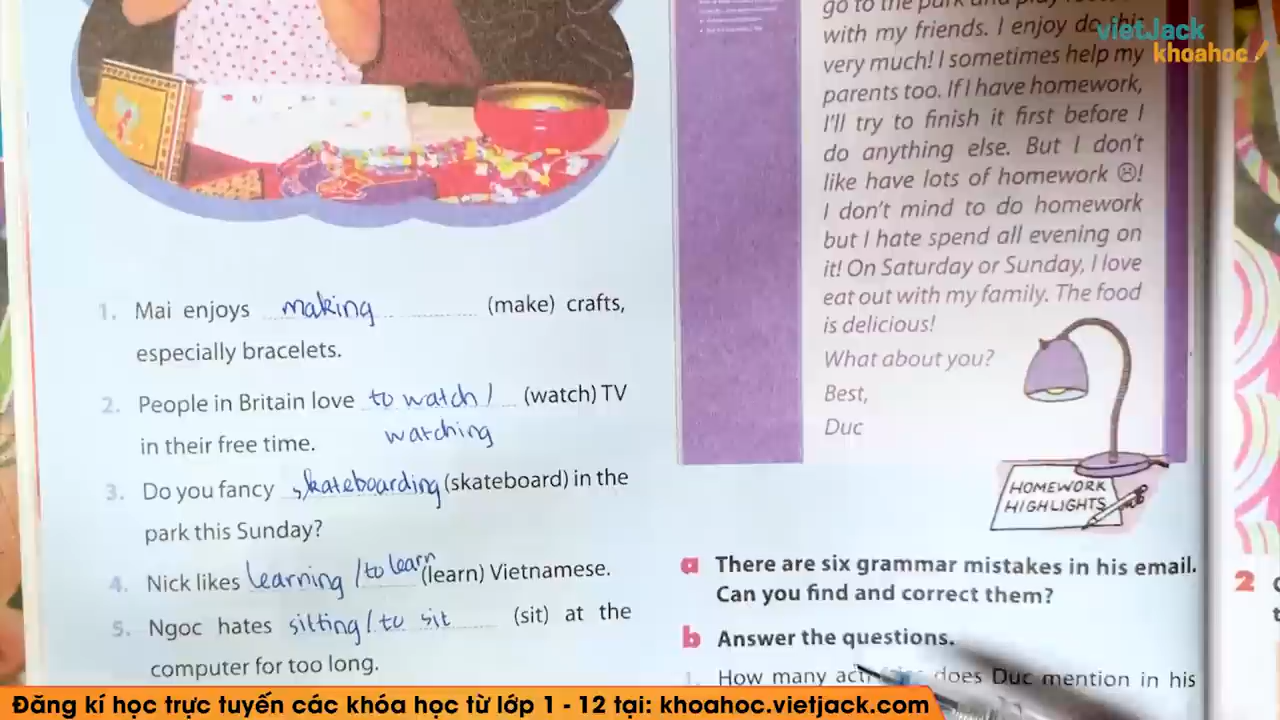 vietJack
khoahoc
1. Mai enjoys making (make) crafts,
especially bracelets.
2. People in Britain love to watch / (watch) TV
in their free time. watching
3. Do you fancy skateboarding (skateboard) in the
park this Sunday?
4. Nick likes learning / to learn (learn) Vietnamese.
5. Ngoc hates sitting / to sit (sit) at the
computer for too long.
go to the park and play
with my friends. I enjoy do this
very much! I sometimes help my
parents too. If I have homework,
I'll try to finish it first before I
do anything else. But I don't
like have lots of homework ☹!
I don't mind to do homework
but I hate spend all evening on
it! On Saturday or Sunday, I love
eat out with my family. The food
is delicious!
What about you?
Best,
Duc
HOMEWORK
HIGHLIGHTS
a There are six grammar mistakes in his email.
Can you find and correct them?
b Answer the questions.
1. How many does Duc mention in his
2
Đăng kí học trực tuyến các khóa học từ lớp 1 - 12 tại: khoahoc.vietjack.com